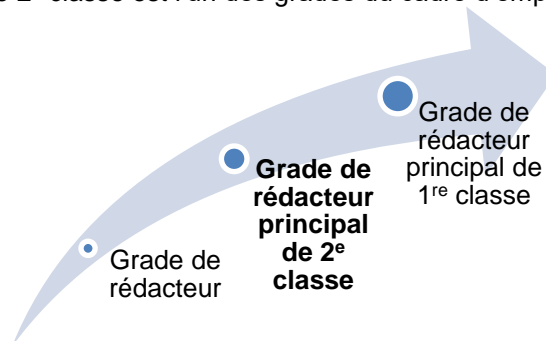 classe est l'un des grades du cadre d'emp
Grade de
rédacteur
principal de
1re classe
Grade de
rédacteur
principal
de 2e
classe
Grade de
rédacteur